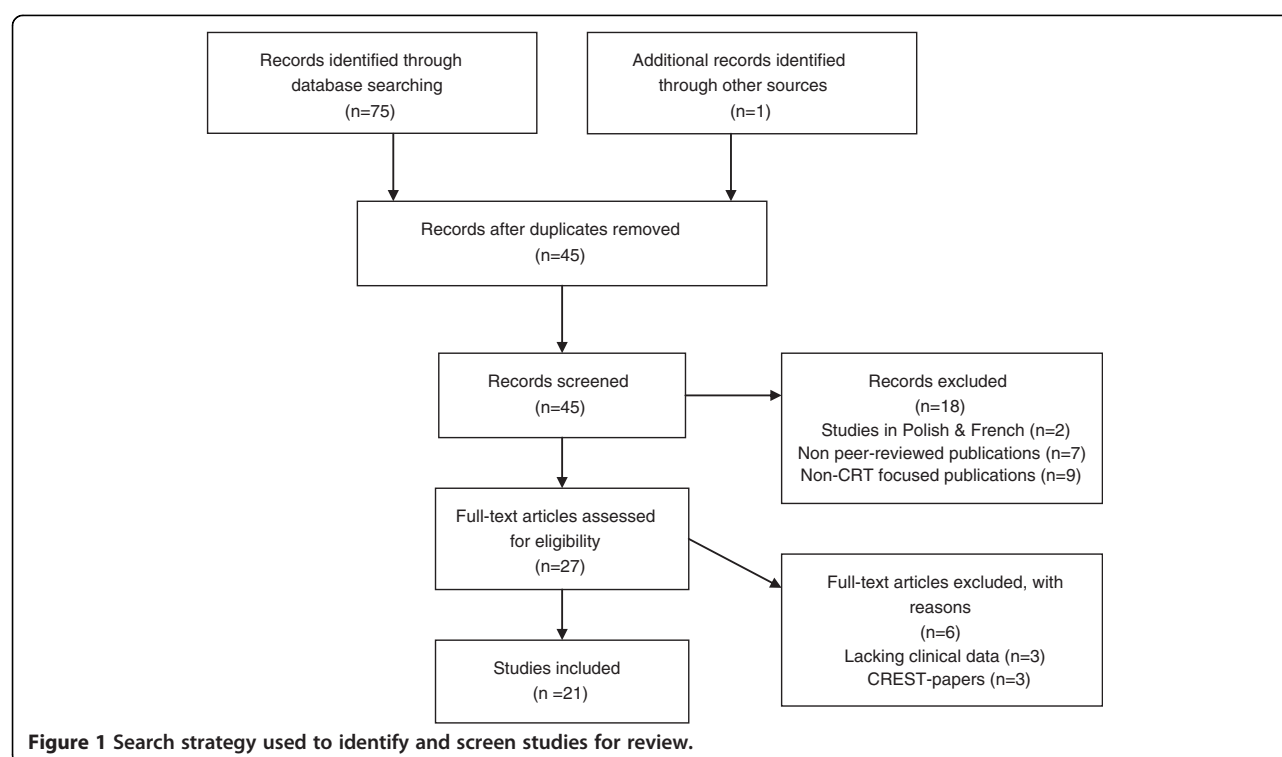 Records identified through
database searching
(n=75)
Additional records identified
through other sources
(n=1)
Records after duplicates removed
(n=45)
Records screened
(n=45)
Records excluded
(n=18)
Studies in Polish & French (n=2)
Non peer-reviewed publications (n=7)
Non-CRT focused publications (n=9)
Full-text articles assessed
for eligibility
(n=27)
Full-text articles excluded, with
reasons
(n=6)
Lacking clinical data (n=3)
CREST-papers (n=3)
Studies included
(n =21)
Figure 1 Search strategy used to identify and screen studies for review.